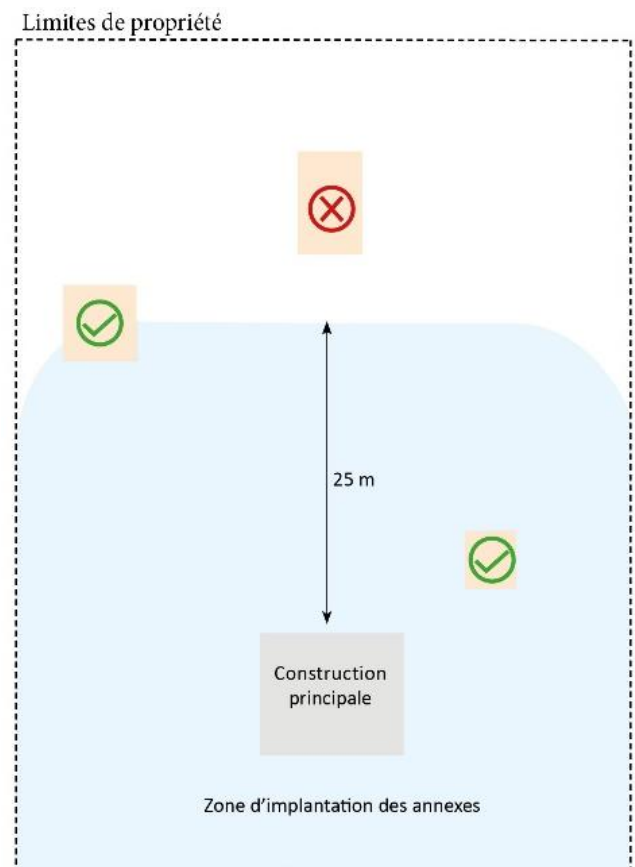 Limites de propriété
25 m
Construction
principale
Zone d'implantation des annexes